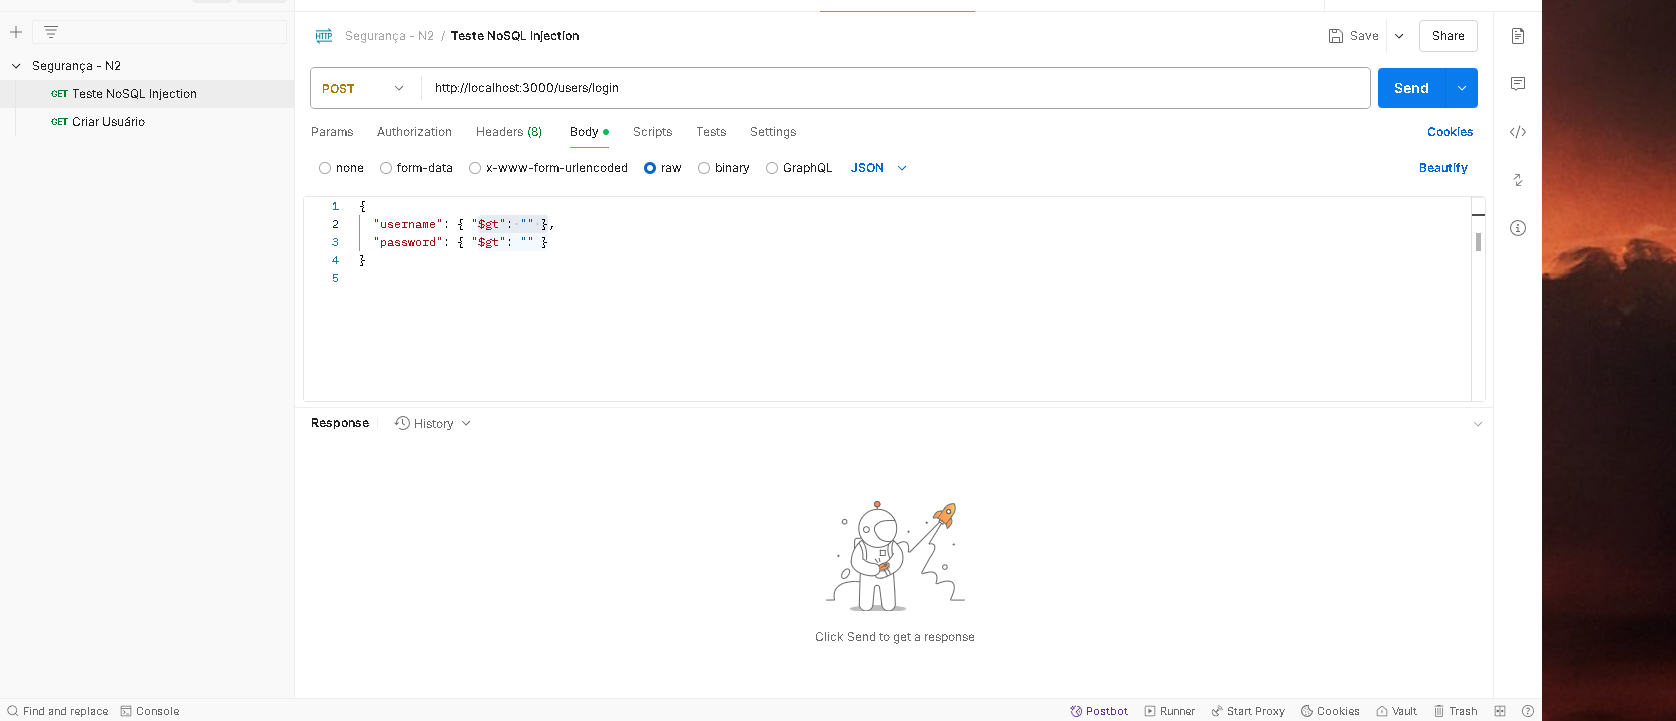 HTTP Segurança - N2 / Teste NoSQL Injection
Save
Share
Segurança - N2
GET Teste NoSQL Injection
GET Criar Usuário
POST
http://localhost:3000/users/login
Send
Params Authorization Headers (8) Body Scripts Tests Settings
Cookies
none form-data x-www-form-urlencoded raw binary GraphQL JSON
Beautify
1 {
2 "username": { "$gt": "" },
3 "password": { "$gt": "" }
4 }
5
Response History
Click Send to get a response
Find and replace Console
Postbot Runner Start Proxy Cookies Vault Trash